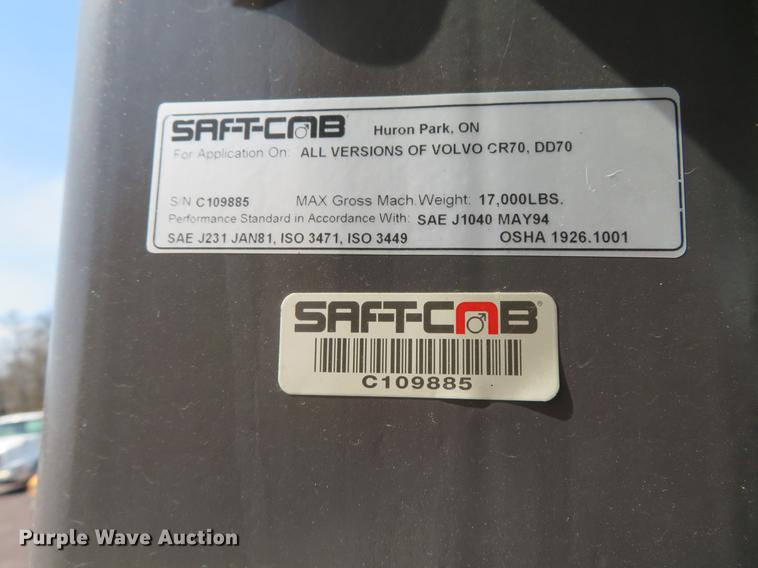 SAF-T-CAB Huron Park, ON
For Application On: ALL VERSIONS OF VOLVO CR70, DD70
S/N C109885 MAX Gross Mach.Weight: 17,000LBS.
Performance Standard in Accordance With: SAE J1040 MAY94
SAE J231 JAN81, ISO 3471, ISO 3449 OSHA 1926.1001
SAF-T-CAB®
C109885
Purple Wave Auction